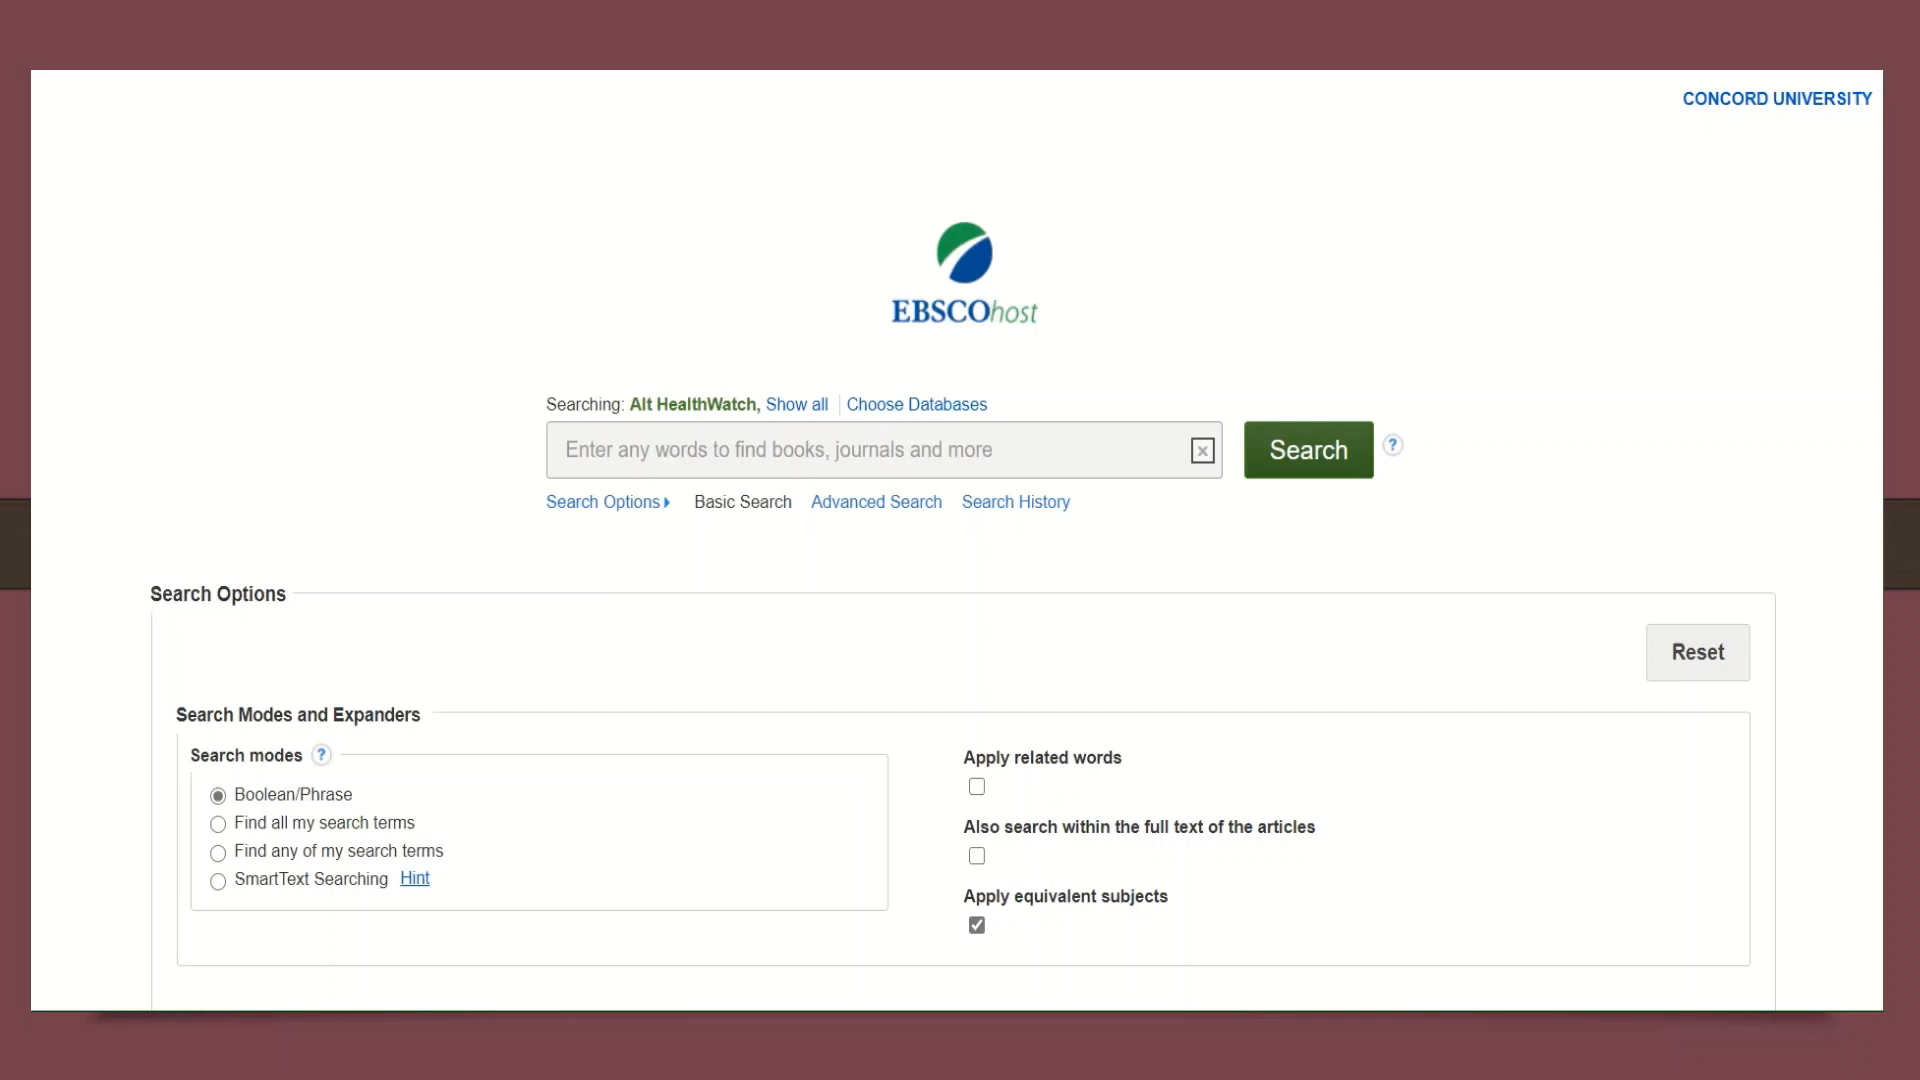 CONCORD UNIVERSITY
EBSCOhost
Searching: Alt HealthWatch, Show all Choose Databases
Enter any words to find books, journals and more
Search ?
Search Options Basic Search Advanced Search Search History
Search Options
Reset
Search Modes and Expanders
Search modes ?
Boolean/Phrase
Find all my search terms
Find any of my search terms
SmartText Searching Hint
Apply related words
Also search within the full text of the articles
Apply equivalent subjects